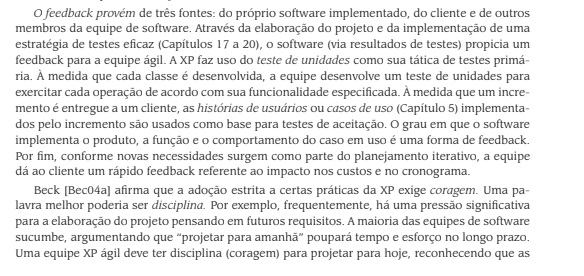 O feedback provém de três fontes: do próprio software implementado, do cliente e de outros
membros da equipe de software. Através da elaboração do projeto e da implementação de uma
estratégia de testes eficaz (Capítulos 17 a 20), o software (via resultados de testes) propicia um
feedback para a equipe ágil. A XP faz uso do teste de unidades como sua tática de testes primá-
ria. À medida que cada classe é desenvolvida, a equipe desenvolve um teste de unidades para
exercitar cada operação de acordo com sua funcionalidade especificada. À medida que um incre-
mento é entregue a um cliente, as histórias de usuários ou casos de uso (Capítulo 5) implementa-
dos pelo incremento são usados como base para testes de aceitação. O grau em que o software
implementa o produto, a função e o comportamento do caso em uso é uma forma de feedback.
Por fim, conforme novas necessidades surgem como parte do planejamento iterativo, a equipe
dá ao cliente um rápido feedback referente ao impacto nos custos e no cronograma.
Beck [Bec04a] afirma que a adoção estrita a certas práticas da XP exige coragem. Uma pa-
lavra melhor poderia ser disciplina. Por exemplo, frequentemente, há uma pressão significativa
para a elaboração do projeto pensando em futuros requisitos. A maioria das equipes de software
sucumbe, argumentando que “projetar para amanhã” poupará tempo e esforço no longo prazo.
Uma equipe XP ágil deve ter disciplina (coragem) para projetar para hoje, reconhecendo que as